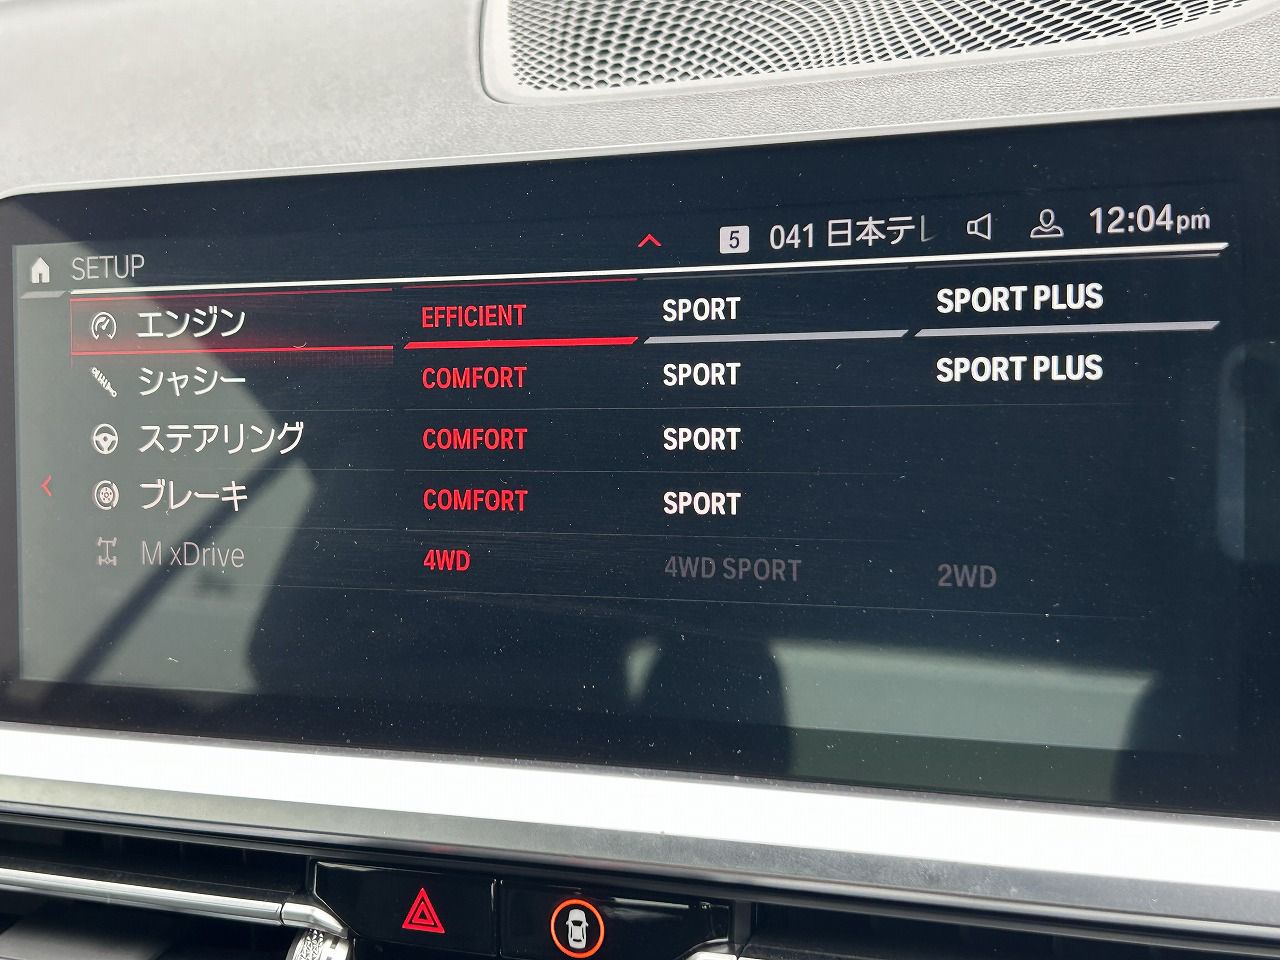 5 041 日本テレ 12:04pm
SETUP
エンジン EFFICIENT SPORT SPORT PLUS
シャシー COMFORT SPORT SPORT PLUS
ステアリング COMFORT SPORT
ブレーキ COMFORT SPORT
M xDrive 4WD 4WD SPORT 2WD